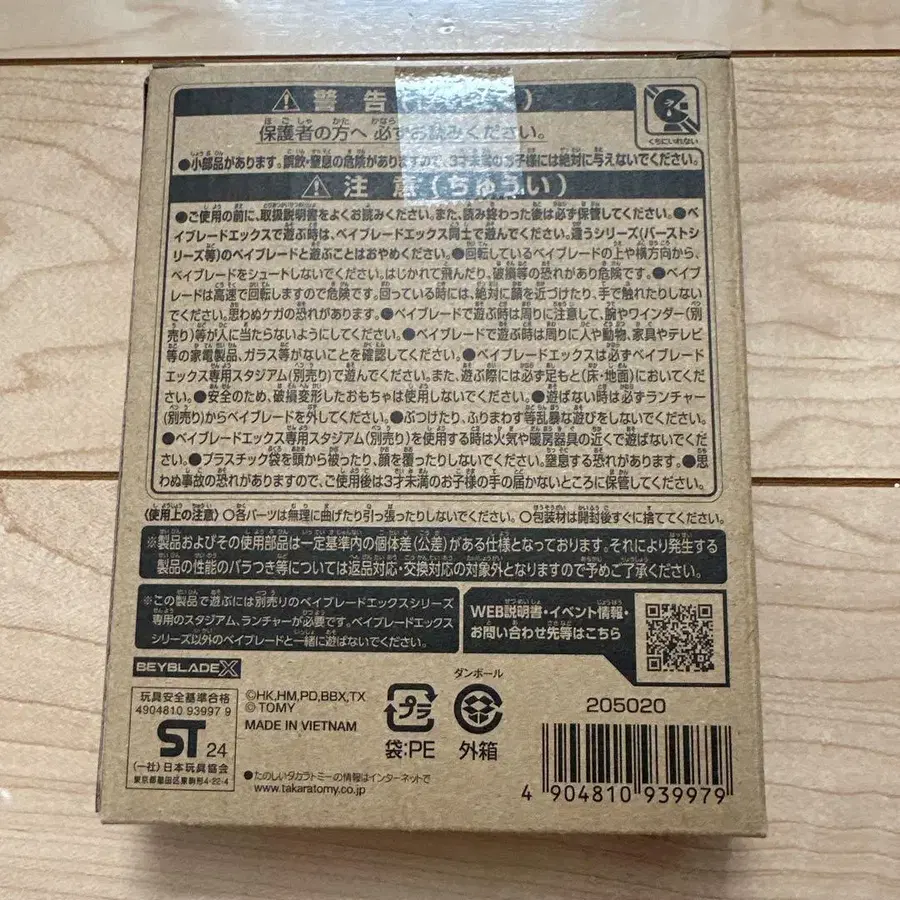 ⚠警告(けいこく)
保護者の方へ 必ずお読みください。
くちにいれない
●小部品があります。誤飲・窒息の危険がありますので、3才未満のお子様には絶対に与えないでください。
⚠注意(ちゅうい)
●ご使用の前に、取扱説明書をよくお読みください。また、読み終わった後は必ず保管してください。●ベ
イブレードエックスで遊ぶ時は、ベイブレードエックス同士で遊んでください。違うシリーズ(バーストシ
リーズ等)のベイブレードと遊ぶことはおやめください。●回転しているベイブレードの上や横方向から、
ベイブレードをシュートしないでください。はじかれて飛んだり、破損等の恐れがあり危険です。●ベイブ
レードは高速で回転しますので危険です。回っている時には、絶対に顔を近づけたり、手で触れたりしない
でください。思わぬケガの恐れがあります。●ベイブレードで遊ぶ時は周りに注意して、腕やワインダー(別
売り)等が人に当たらないようにしてください。●ベイブレードで遊ぶ時は周りに人や動物、家具やテレビ
等の家電製品、ガラス等がないことを確認してください。●ベイブレードエックスは必ずベイブレード
エックス専用スタジアム(別売り)で遊んでください。また、遊ぶ際には必ず足もと(床・地面)においてくだ
さい。●安全のため、破損変形したおもちゃは使用しないでください。●遊ばない時は必ずランチャー
(別売り)からベイブレードを外してください。●ぶつけたり、ふりまわす等乱暴な遊びをしないでください。
●ベイブレードエックス専用スタジアム(別売り)を使用する時は火気や暖房器具の近くで遊ばないでくだ
さい。●プラスチック袋を頭から被ったり、顔を覆ったりしないでください。窒息する恐れがあります。●思
わぬ事故の恐れがありますので、ご使用後は3才未満のお子様の手の届かないところに保管してください。
〈使用上の注意〉○各パーツは無理に曲げたり引っ張ったりしないでください。○包装材は開封後すぐに捨ててください。
※製品およびその使用部品は一定基準内の個体差(公差)がある仕様となっております。それにより発生する
製品の性能のバラつき等については返品対応・交換対応の対象外となりますので予めご了承ください。
※この製品で遊ぶには別売りのベイブレードエックスシリーズ
専用のスタジアム、ランチャーが必要です。ベイブレードエックス
シリーズ以外のベイブレードと一緒に遊ばないでください。
WEB説明書・イベント情報・
お問い合わせ先等はこちら
BEYBLADE X
玩具安全基準合格
4904810 93997 9
ST 24
(一社)日本玩具協会
東京都墨田区東駒形4-22-4
©HK,HM,PD,BBX,TX
© TOMY
MADE IN VIETNAM
プラ
袋:PE
ダンボール
外箱
●たのしいタカラトミーの情報はインターネットで
www.takaratomy.co.jp
205020
4 904810 939979